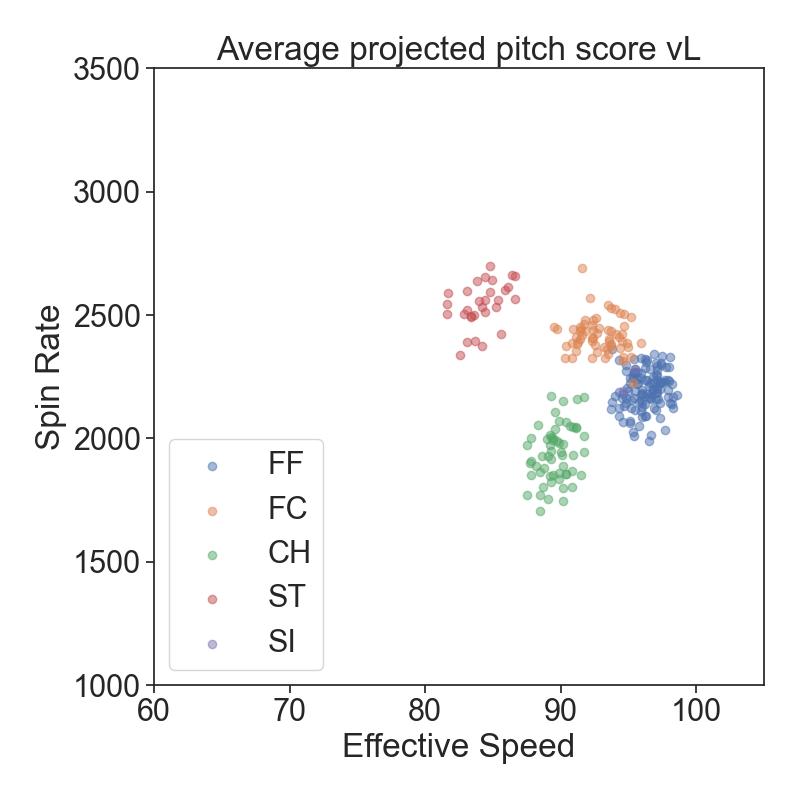 Average projected pitch score vL
3500
3000
2500
2000
1500
1000
Spin Rate
FF
FC
CH
ST
SI
60 70 80 90 100
Effective Speed